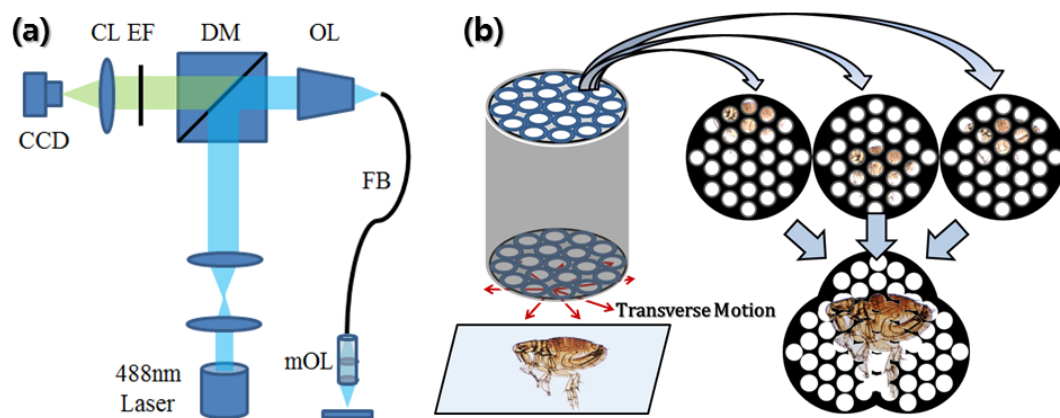 (a)
CL EF DM OL
CCD
FB
mOL
488nm
Laser
(b)
Transverse Motion